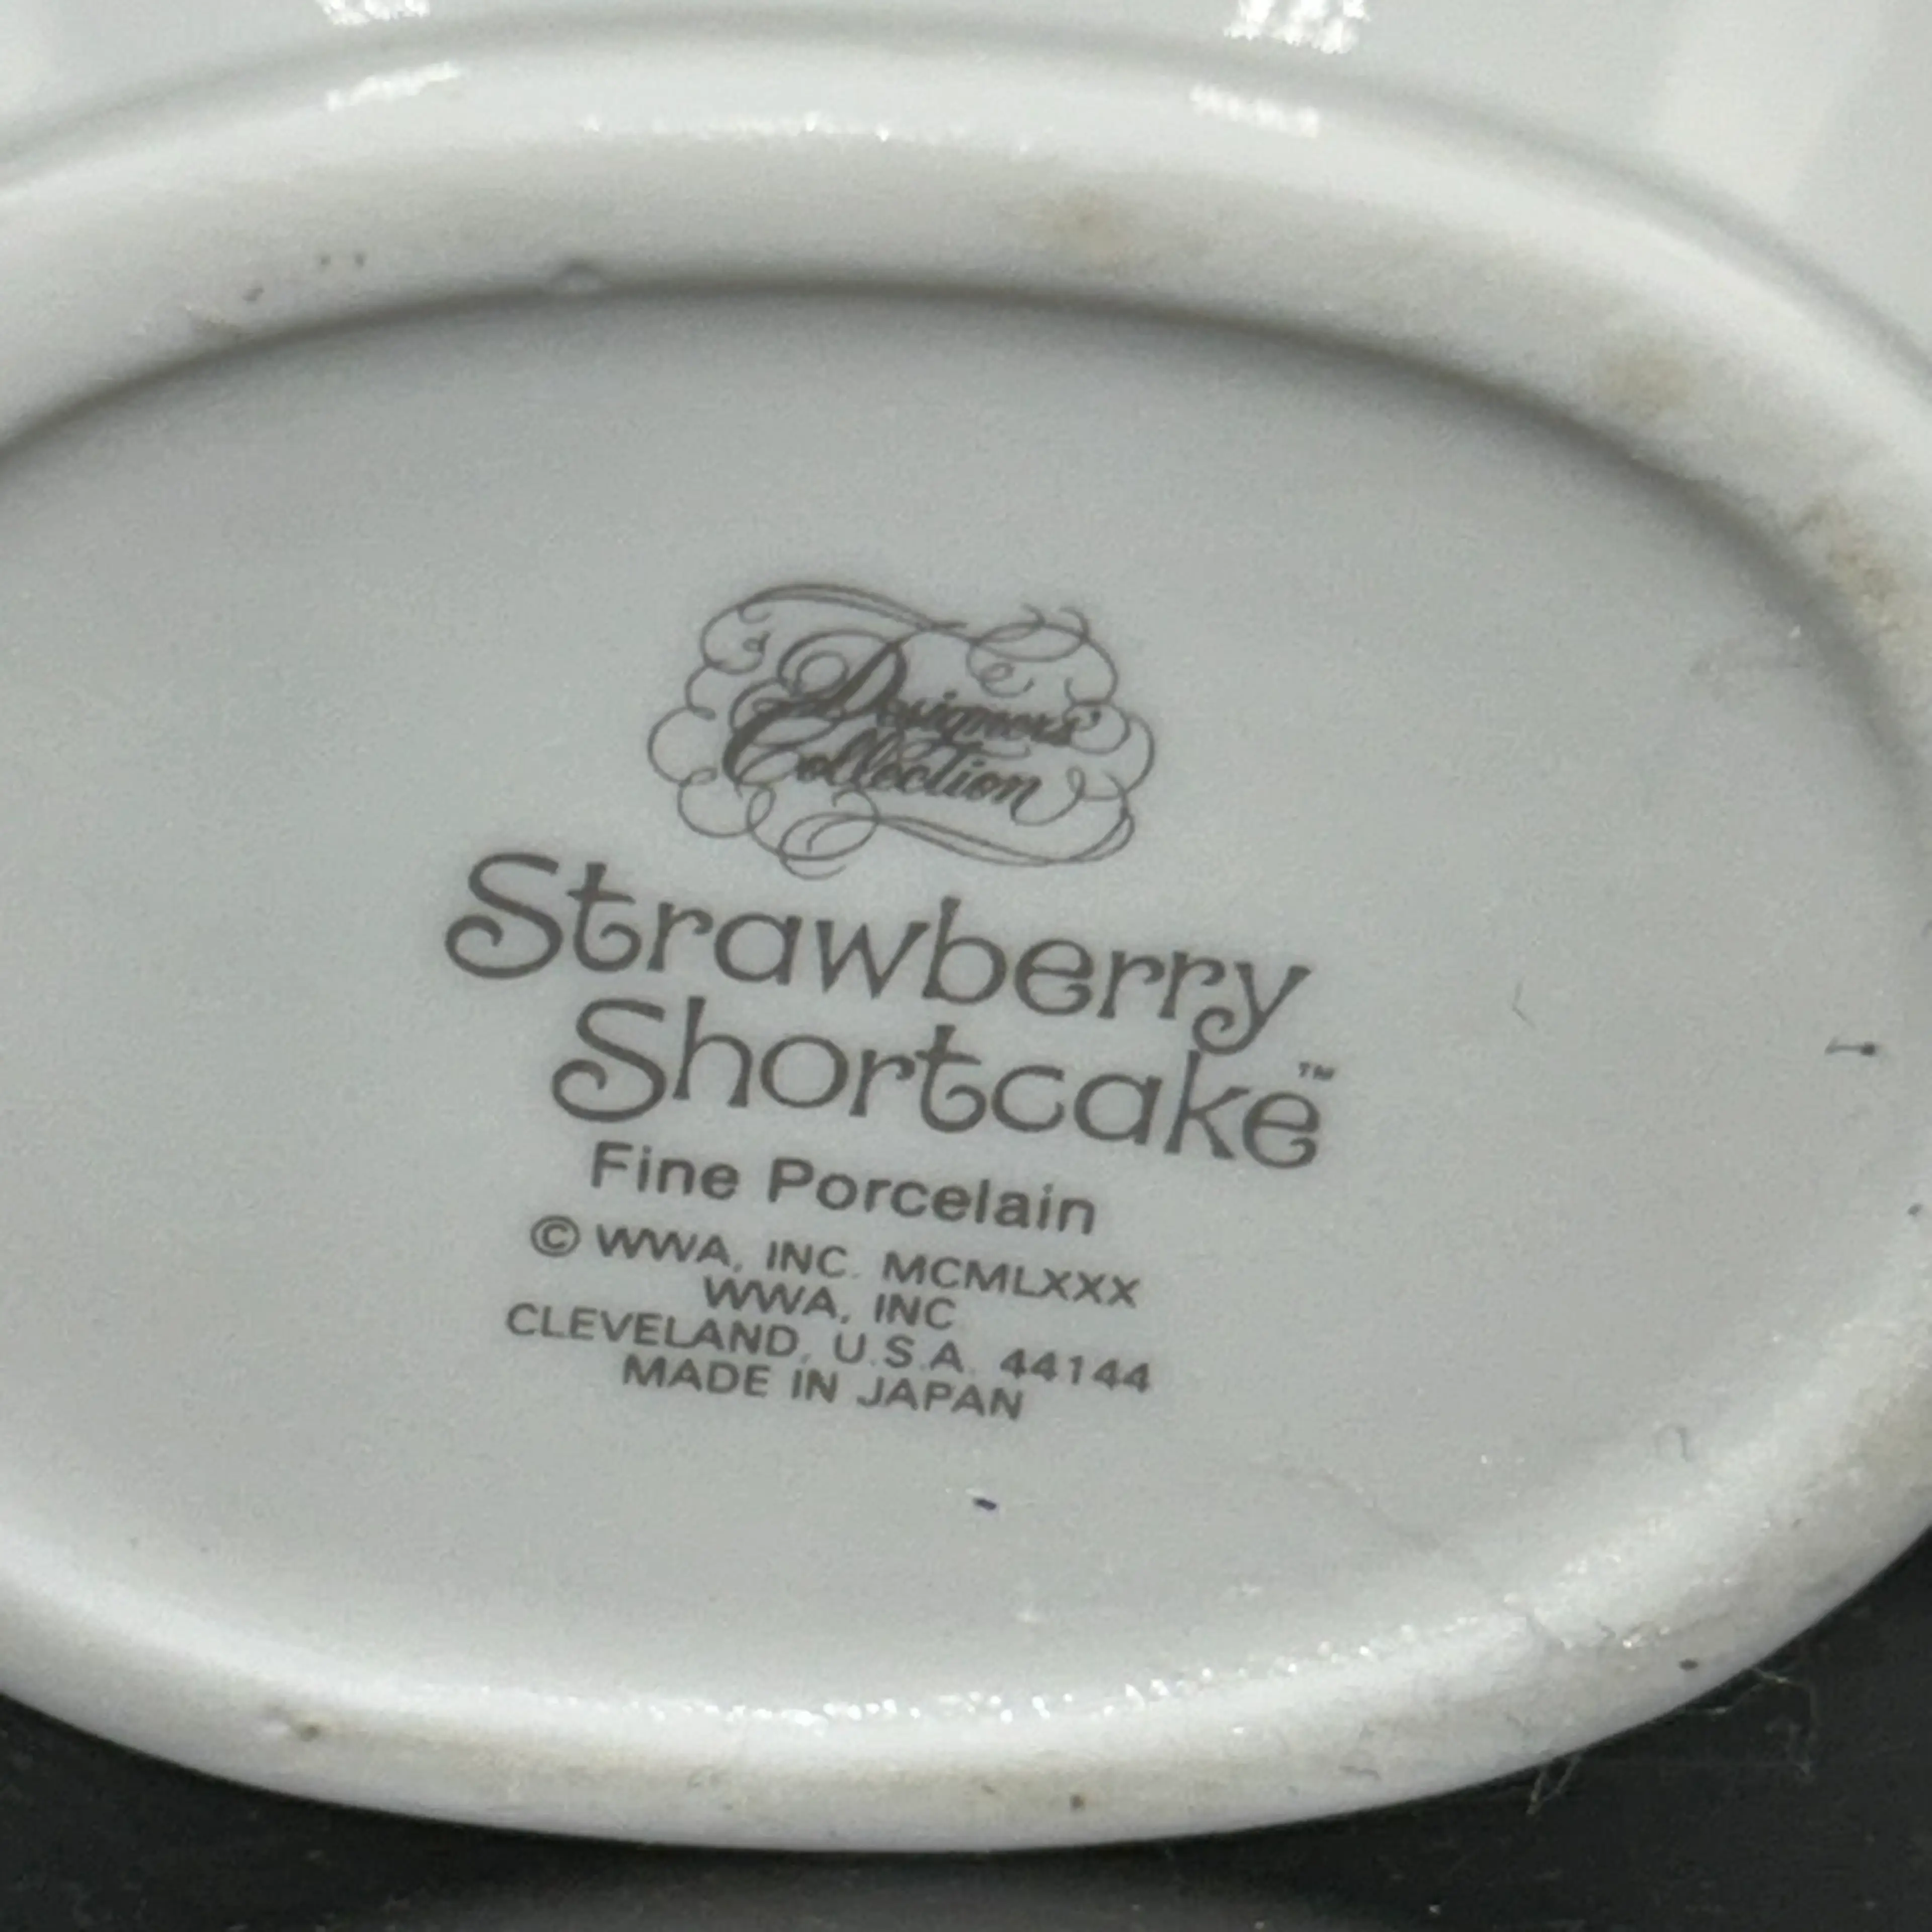 Designers'
Collection
Strawberry
Shortcake™
Fine Porcelain
© WWA, INC. MCMLXXX
WWA, INC
CLEVELAND, U.S.A. 44144
MADE IN JAPAN